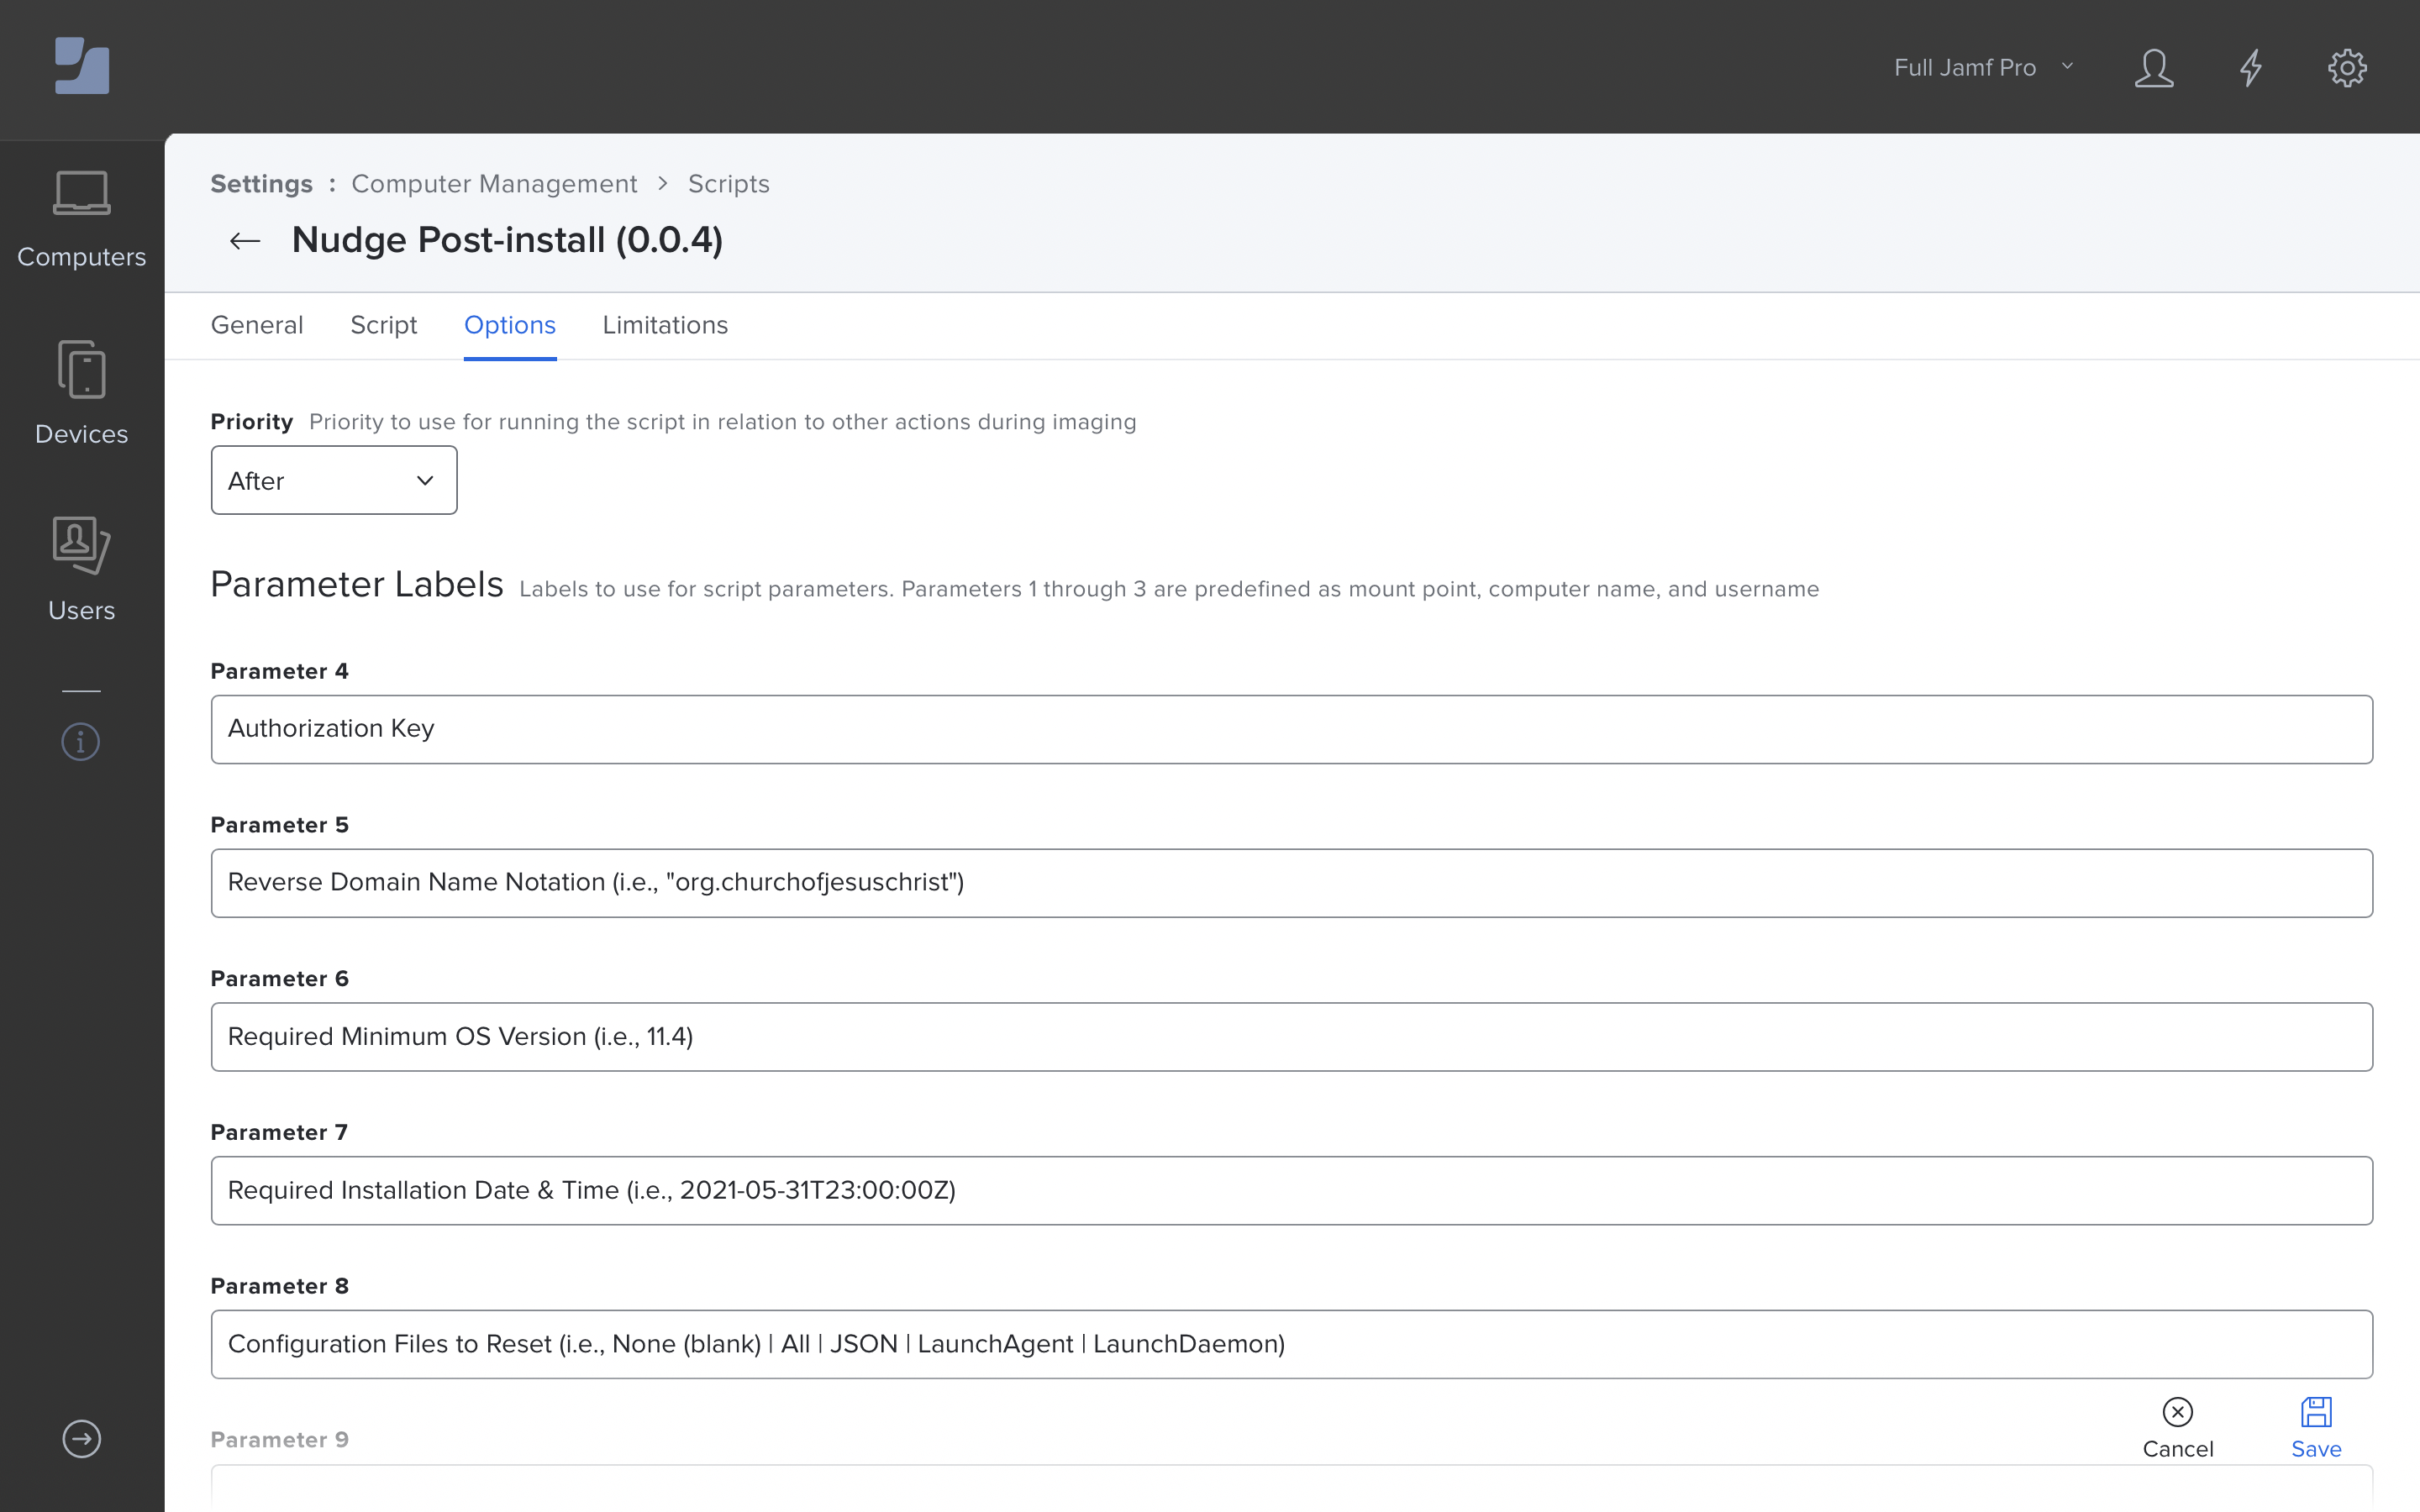 Full Jamf Pro
Computers
Devices
Users
Settings : Computer Management > Scripts
Nudge Post-install (0.0.4)
General Script Options Limitations
Priority Priority to use for running the script in relation to other actions during imaging
After
Parameter Labels Labels to use for script parameters. Parameters 1 through 3 are predefined as mount point, computer name, and username
Parameter 4
Authorization Key
Parameter 5
Reverse Domain Name Notation (i.e., "org.churchofjesuschrist")
Parameter 6
Required Minimum OS Version (i.e., 11.4)
Parameter 7
Required Installation Date & Time (i.e., 2021-05-31T23:00:00Z)
Parameter 8
Configuration Files to Reset (i.e., None (blank) | All | JSON | LaunchAgent | LaunchDaemon)
Parameter 9
Cancel Save